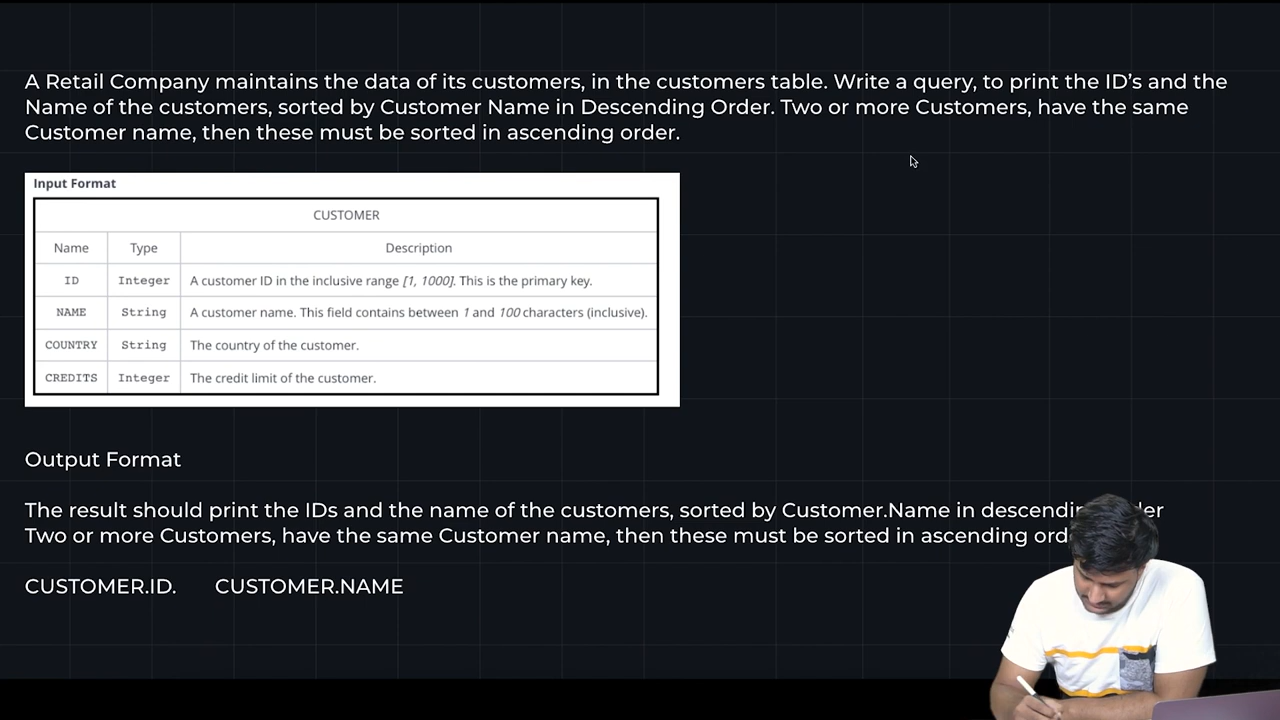 A Retail Company maintains the data of its customers, in the customers table. Write a query, to print the ID's and the
Name of the customers, sorted by Customer Name in Descending Order. Two or more Customers, have the same
Customer name, then these must be sorted in ascending order.
Input Format
CUSTOMER
Name Type Description
ID Integer A customer ID in the inclusive range [1, 1000]. This is the primary key.
NAME String A customer name. This field contains between 1 and 100 characters (inclusive).
COUNTRY String The country of the customer.
CREDITS Integer The credit limit of the customer.
Output Format
The result should print the IDs and the name of the customers, sorted by Customer.Name in
Two or more Customers, have the same Customer name, then these must be sorted in ascending
CUSTOMER.ID. CUSTOMER.NAME